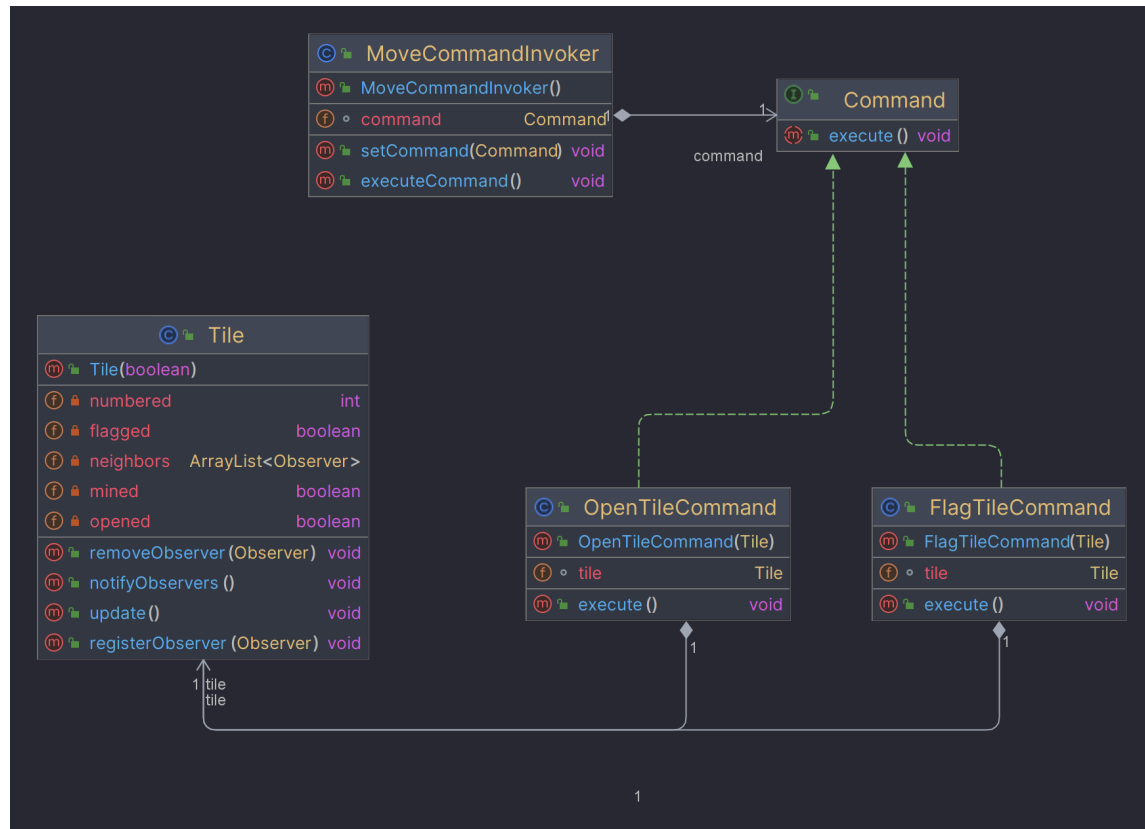 MoveCommandInvoker
MoveCommandInvoker()
command Command
setCommand(Command) void
executeCommand() void
1
1
command
Command
execute() void
Tile
Tile(boolean)
numbered int
flagged boolean
neighbors ArrayList<Observer>
mined boolean
opened boolean
removeObserver(Observer) void
notifyObservers() void
update() void
registerObserver(Observer) void
OpenTileCommand
OpenTileCommand(Tile)
tile Tile
execute() void
FlagTileCommand
FlagTileCommand(Tile)
tile Tile
execute() void
1
1
1 tile
tile
1